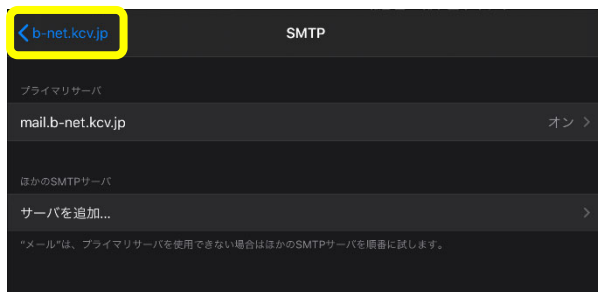 b-net.kcv.jp
SMTP
プライマリサーバ
mail.b-net.kcv.jp
オン
ほかのSMTPサーバ
サーバを追加...
"メール"は、プライマリサーバを使用できない場合はほかのSMTPサーバを順番に試します。